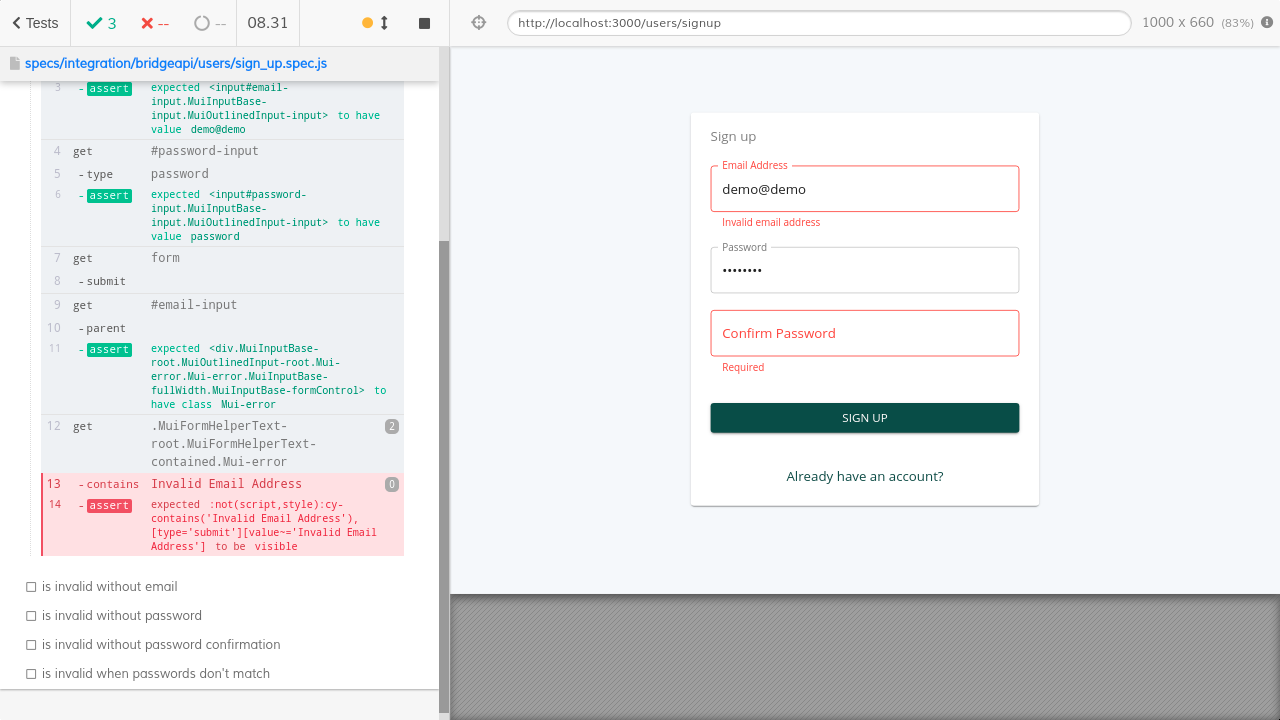 Tests
3
--
--
08.31
specs/integration/bridgeapi/users/sign_up.spec.js
3 - assert expected <input#email-
input.MuiInputBase-
input.MuiOutlinedInput-input> to have
value demo@demo
4 get #password-input
5 - type password
6 - assert expected <input#password-
input.MuiInputBase-
input.MuiOutlinedInput-input> to have
value password
7 get form
8 - submit
9 get #email-input
10 - parent
11 - assert expected <div.MuiInputBase-
root.MuiOutlinedInput-root.Mui-
error.Mui-error.MuiInputBase-
fullWidth.MuiInputBase-formControl> to
have class Mui-error
12 get .MuiFormHelperText- 2
root.MuiFormHelperText-
contained.Mui-error
13 - contains Invalid Email Address 0
14 - assert expected :not(script,style):cy-
contains('Invalid Email Address'),
[type='submit'][value~='Invalid Email
Address'] to be visible
is invalid without email
is invalid without password
is invalid without password confirmation
is invalid when passwords don't match
http://localhost:3000/users/signup
1000 x 660 (83%)
Sign up
Email Address
demo@demo
Invalid email address
Password
••••••••
Confirm Password
Required
SIGN UP
Already have an account?